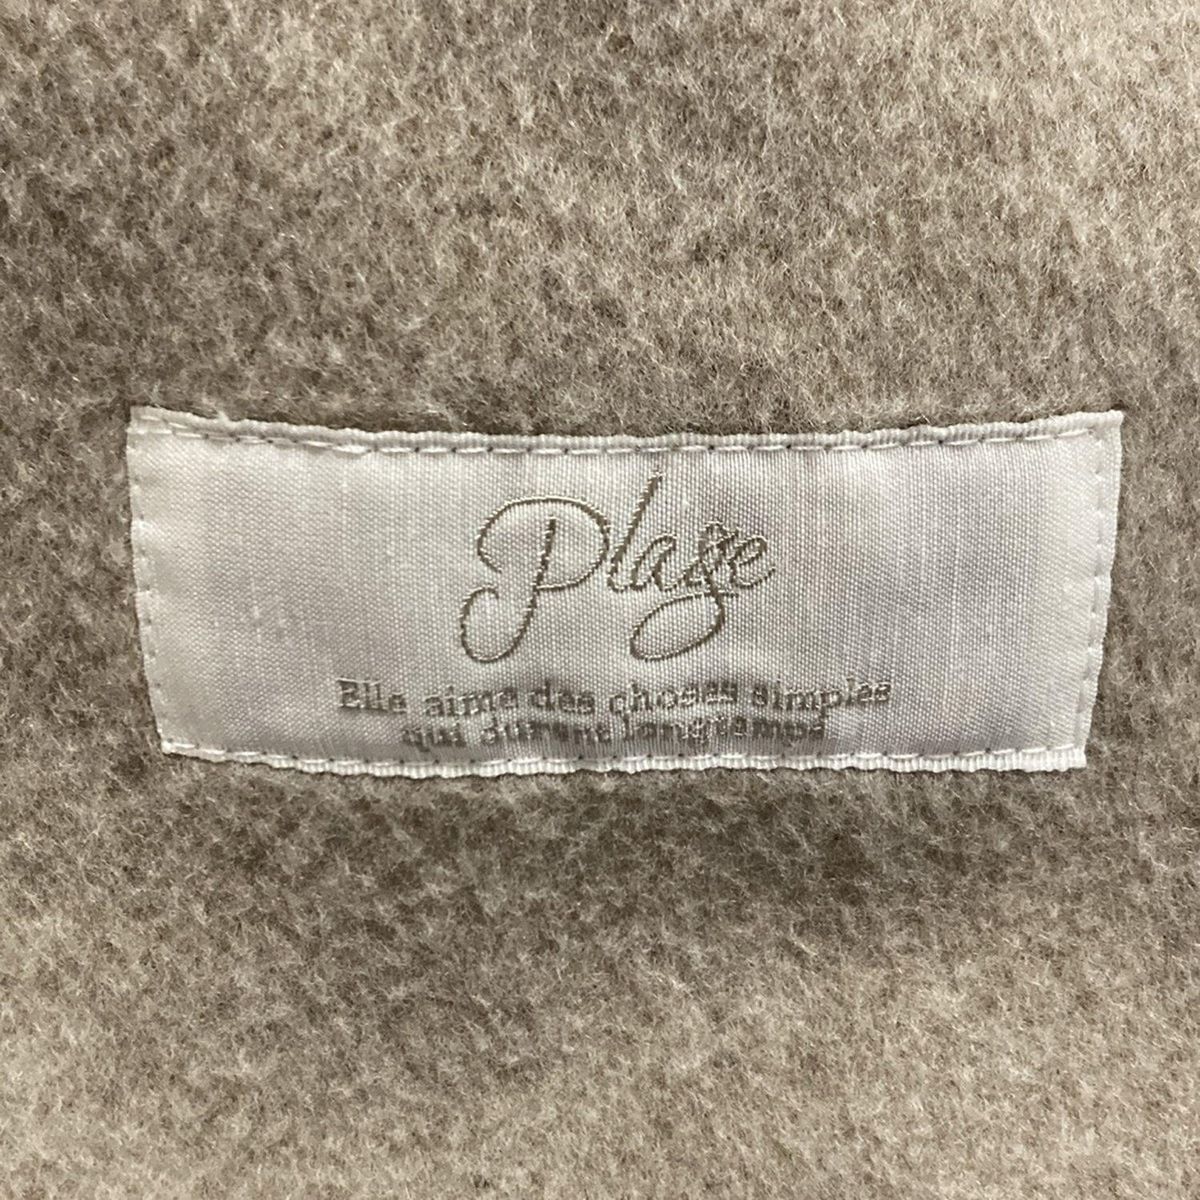 Plage
Elle aime des choses simples
qui durent longtemps